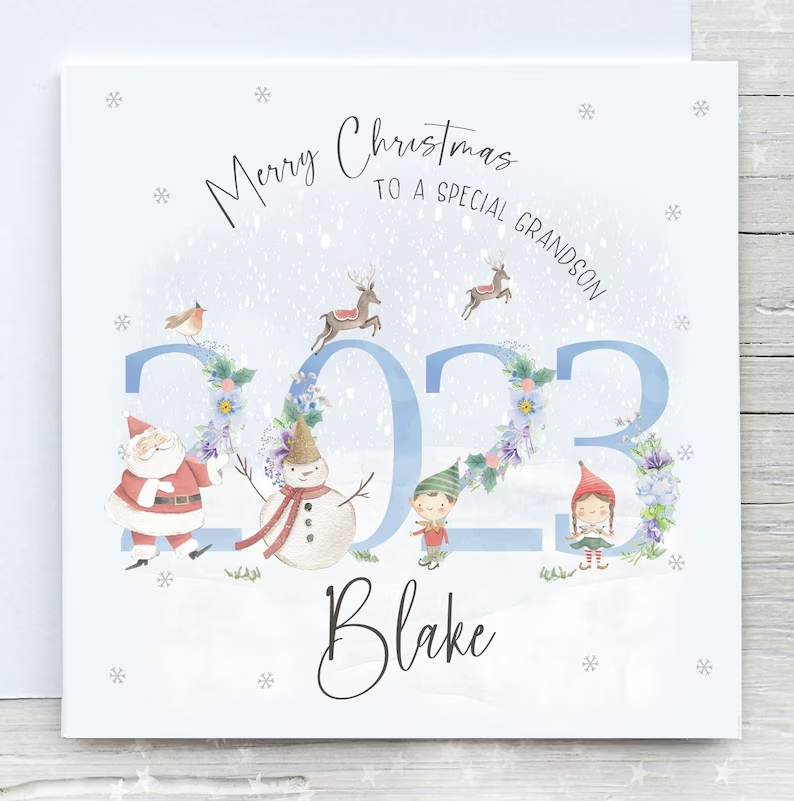 Merry Christmas
TO A SPECIAL GRANDSON
2023
Blake